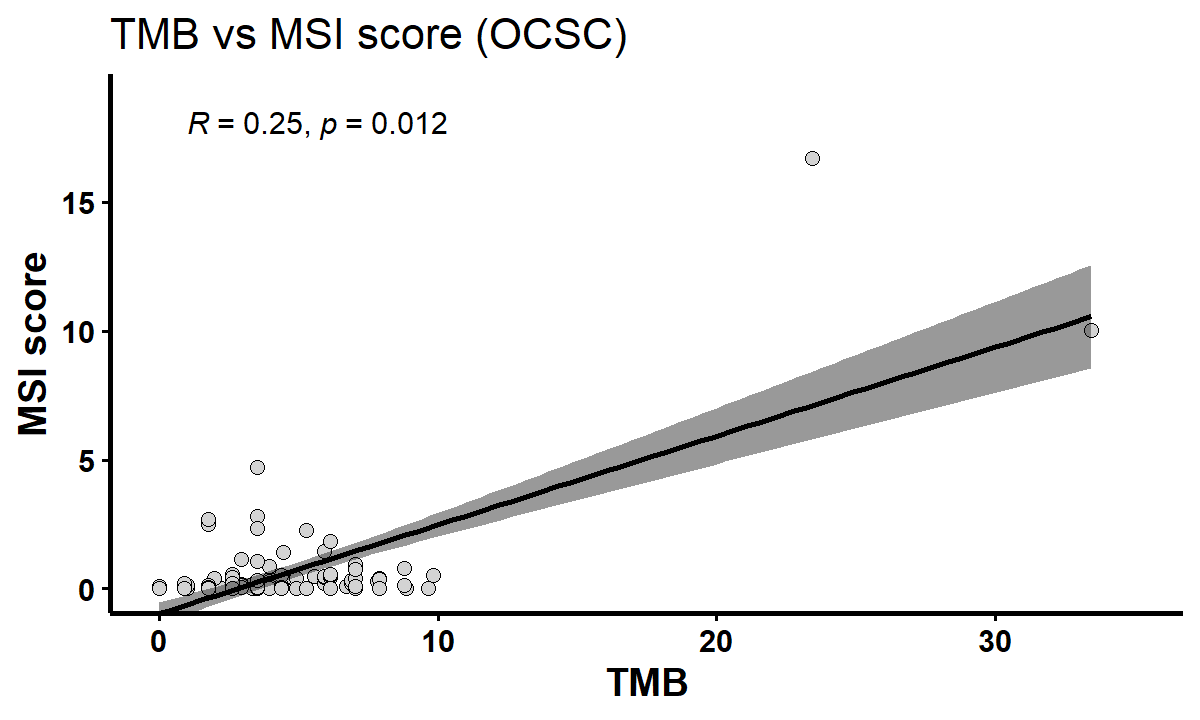 TMB vs MSI score (OCSC)
R = 0.25, p = 0.012
15
10
5
0
MSI score
0 10 20 30
TMB